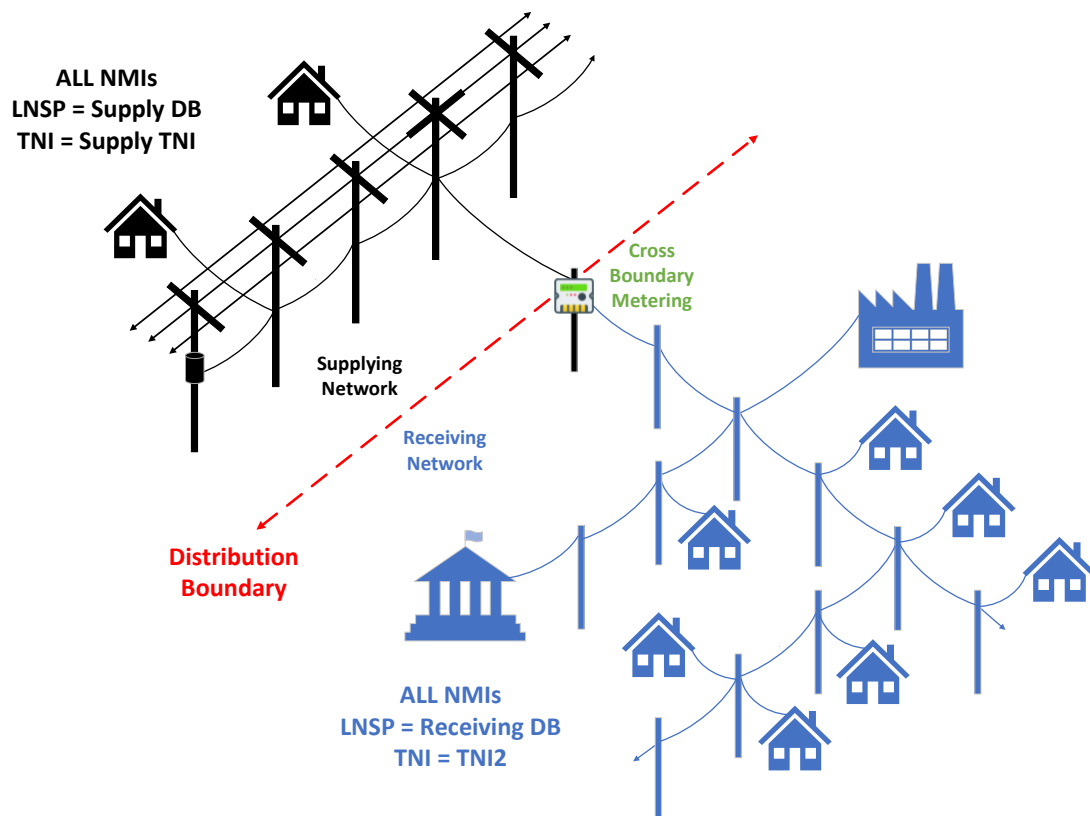 ALL NMIs
LNSP = Supply DB
TNI = Supply TNI
Cross
Boundary
Metering
Supplying
Network
Receiving
Network
Distribution
Boundary
ALL NMIs
LNSP = Receiving DB
TNI = TNI2